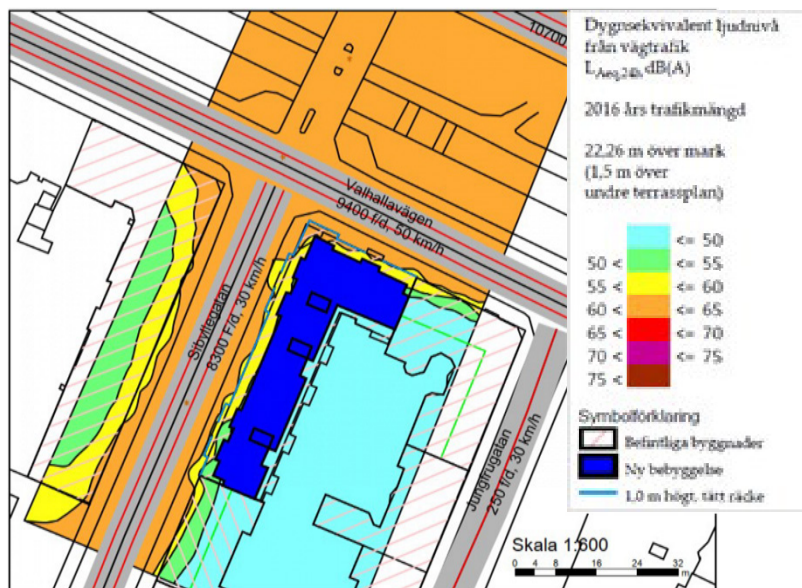 10700
Valhallavägen
9400 f/d, 50 km/h
Sibyllegatan
8300 F/d, 30 km/h
Jungfrugatan
250 f/d, 30 km/h
Dygnsekvivalent ljudnivå
från vägtrafik
LAeq,24h, dB(A)
2016 års trafikmängd
22,26 m över mark
(1,5 m över
undre terrassplan)
<= 50
50 < <= 55
55 < <= 60
60 < <= 65
65 < <= 70
70 < <= 75
75 <
Symbolförklaring
Befintliga byggnader
Ny bebyggelse
1.0 m högt, tätt räcke
Skala 1:600
0 4 8 16 24 32
m